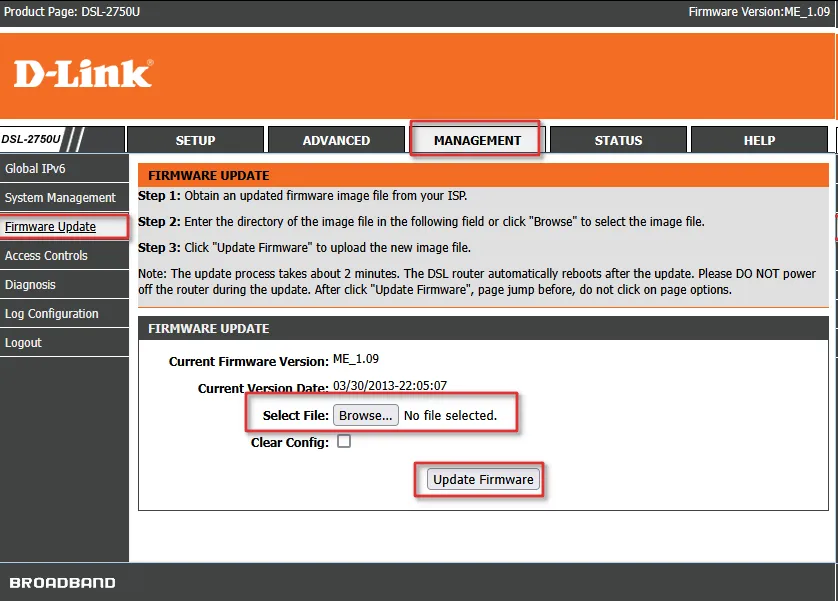 Product Page: DSL-2750U
Firmware Version:ME_1.09
D-Link®
DSL-2750U
SETUP
ADVANCED
MANAGEMENT
STATUS
HELP
Global IPv6
System Management
Firmware Update
Access Controls
Diagnosis
Log Configuration
Logout
FIRMWARE UPDATE
Step 1: Obtain an updated firmware image file from your ISP.
Step 2: Enter the directory of the image file in the following field or click "Browse" to select the image file.
Step 3: Click "Update Firmware" to upload the new image file.
Note: The update process takes about 2 minutes. The DSL router automatically reboots after the update. Please DO NOT power
off the router during the update. After click "Update Firmware", page jump before, do not click on page options.
FIRMWARE UPDATE
Current Firmware Version: ME_1.09
Current Version Date: 03/30/2013-22:05:07
Select File: Browse... No file selected.
Clear Config:
Update Firmware
BROADBAND